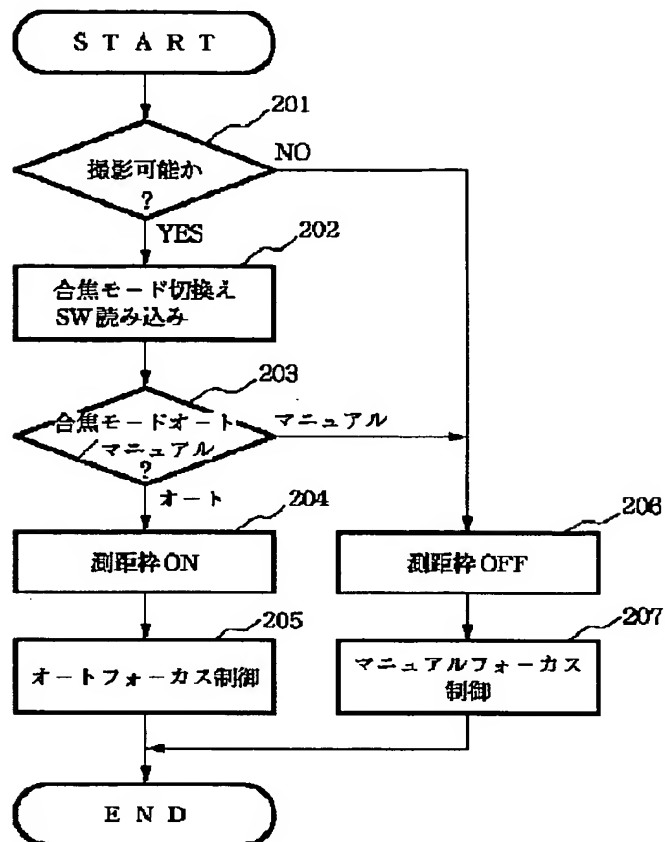 START
201
撮影可能か
?
NO
YES
202
合焦モード切換え
SW読み込み
203
合焦モードオート
/マニュアル
?
マニュアル
オート
204
測距枠ON
206
測距枠OFF
205
オートフォーカス制御
207
マニュアルフォーカス
制御
END